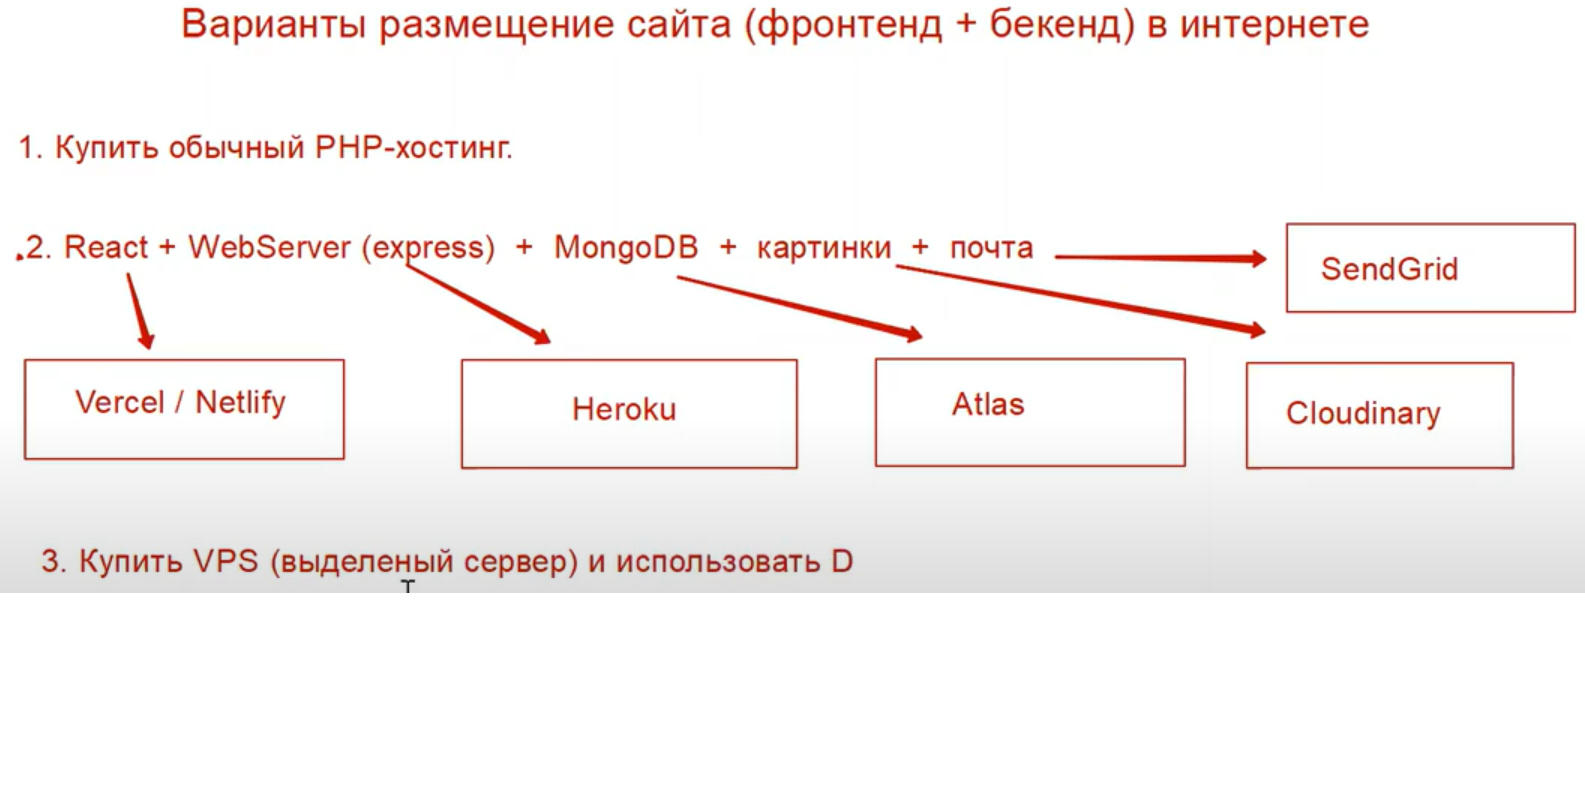 Варианты размещение сайта (фронтенд + бекенд) в интернете
1. Купить обычный PHP-хостинг.
.2. React + WebServer (express) + MongoDB + картинки + почта
SendGrid
Vercel / Netlify
Heroku
Atlas
Cloudinary
3. Купить VPS (выделеный сервер) и использовать D